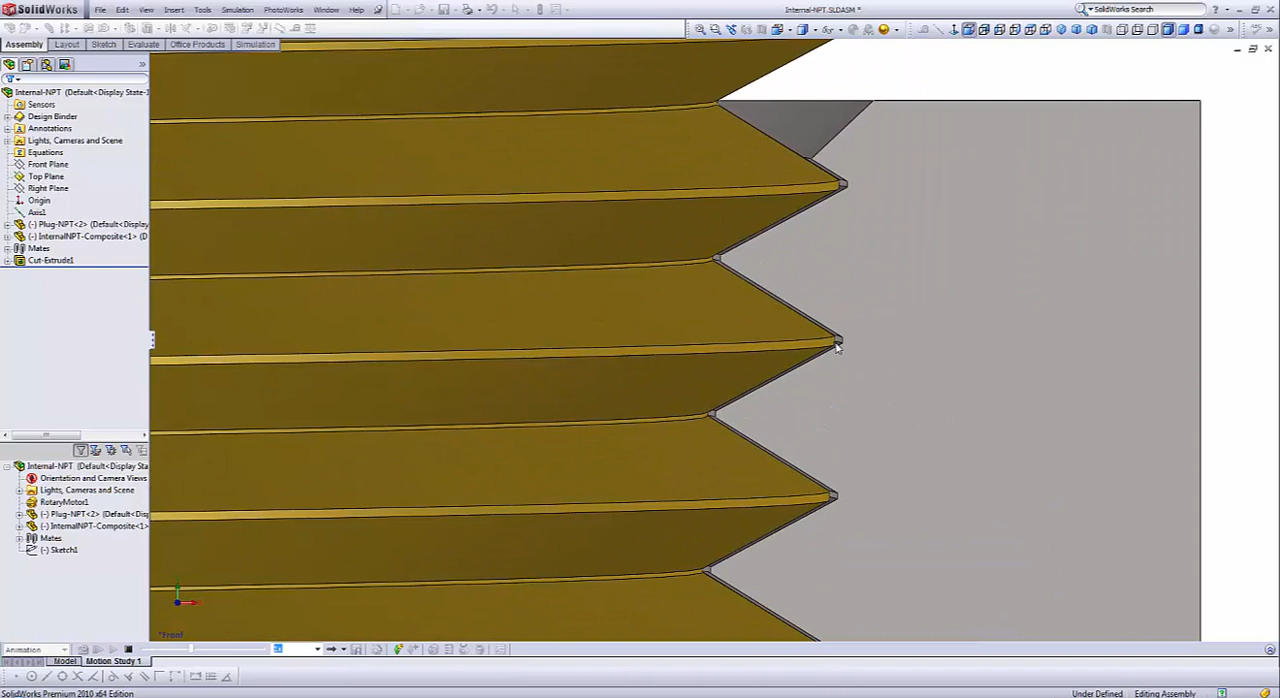 SolidWorks File Edit View Insert Tools Simulation PhotoWorks Window Help Internal-NPT.SLDASM * SolidWorks Search
Assembly Layout Sketch Evaluate Office Products Simulation
Internal-NPT (Default<Display State-
Sensors
Design Binder
Annotations
Lights, Cameras and Scene
Equations
Front Plane
Top Plane
Right Plane
Origin
Axis1
(-) Plug-NPT<2> (Default<Display
(-) InternalNPT-Composite<1> (D
Mates
Cut-Extrude1
Internal-NPT (Default<Display Sta
Orientation and Camera Views
Lights, Cameras and Scene
RotaryMotor1
(-) Plug-NPT<2> (Default<Disp
(-) InternalNPT-Composite<1>
Mates
(-) Sketch1
*Front
Animation
Model Motion Study 1
SolidWorks Premium 2010 x64 Edition Under Defined Editing Assembly